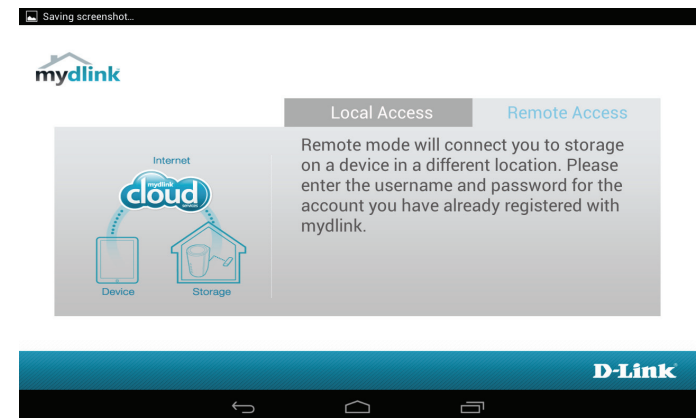 Saving screenshot...
mydlink
Local Access
Remote Access
Remote mode will connect you to storage
on a device in a different location. Please
enter the username and password for the
account you have already registered with
mydlink.
Internet
mydlink
cloud
services
Device
Storage
D-Link